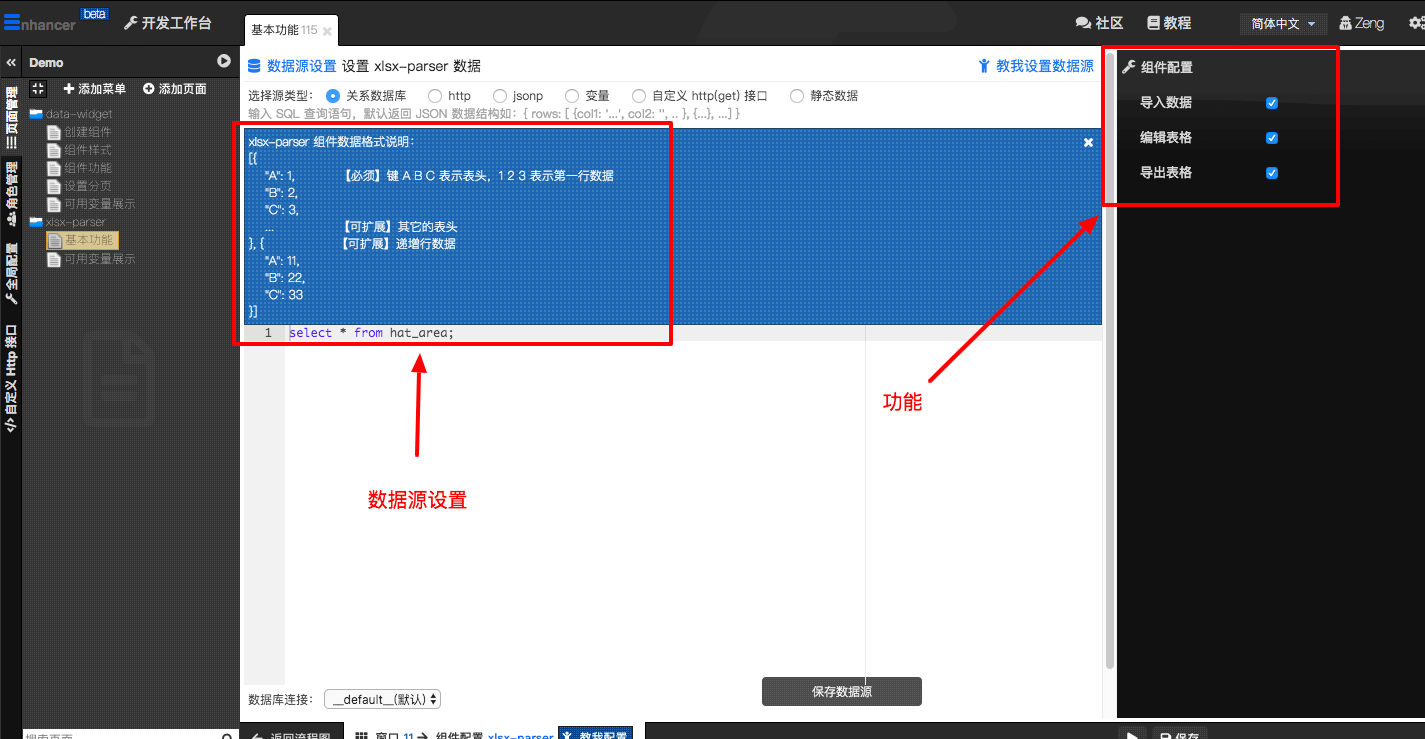 Enhancer beta 开发工作台
基本功能 115
社区 教程 简体中文 Zeng
Demo
添加菜单 添加页面
页面管理
角色管理
全局配置
自定义 Http 接口
data-widget
创建组件
组件样式
组件功能
设置分页
可用变量展示
xlsx-parser
基本功能
可用变量展示
数据源设置 设置 xlsx-parser 数据
教我设置数据源
选择源类型: 关系数据库 http jsonp 变量 自定义 http(get) 接口 静态数据
输入 SQL 查询语句，默认返回 JSON 数据结构如: { rows: [ {col1: '...', col2: '', .. }, {...}, ...] }
xlsx-parser 组件数据格式说明:
[{
"A": 1, 【必须】键 A B C 表示表头，1 2 3 表示第一行数据
"B": 2,
"C": 3,
... 【可扩展】其它的表头
}, { 【可扩展】递增行数据
"A": 11,
"B": 22,
"C": 33
}]
1 select * from hat_area;
数据源设置
功能
组件配置
导入数据
编辑表格
导出表格
数据库连接: __default__(默认)
保存数据源
搜索页面
返回流程图 窗口 11 组件配置 xlsx-parser 教我配置
保存